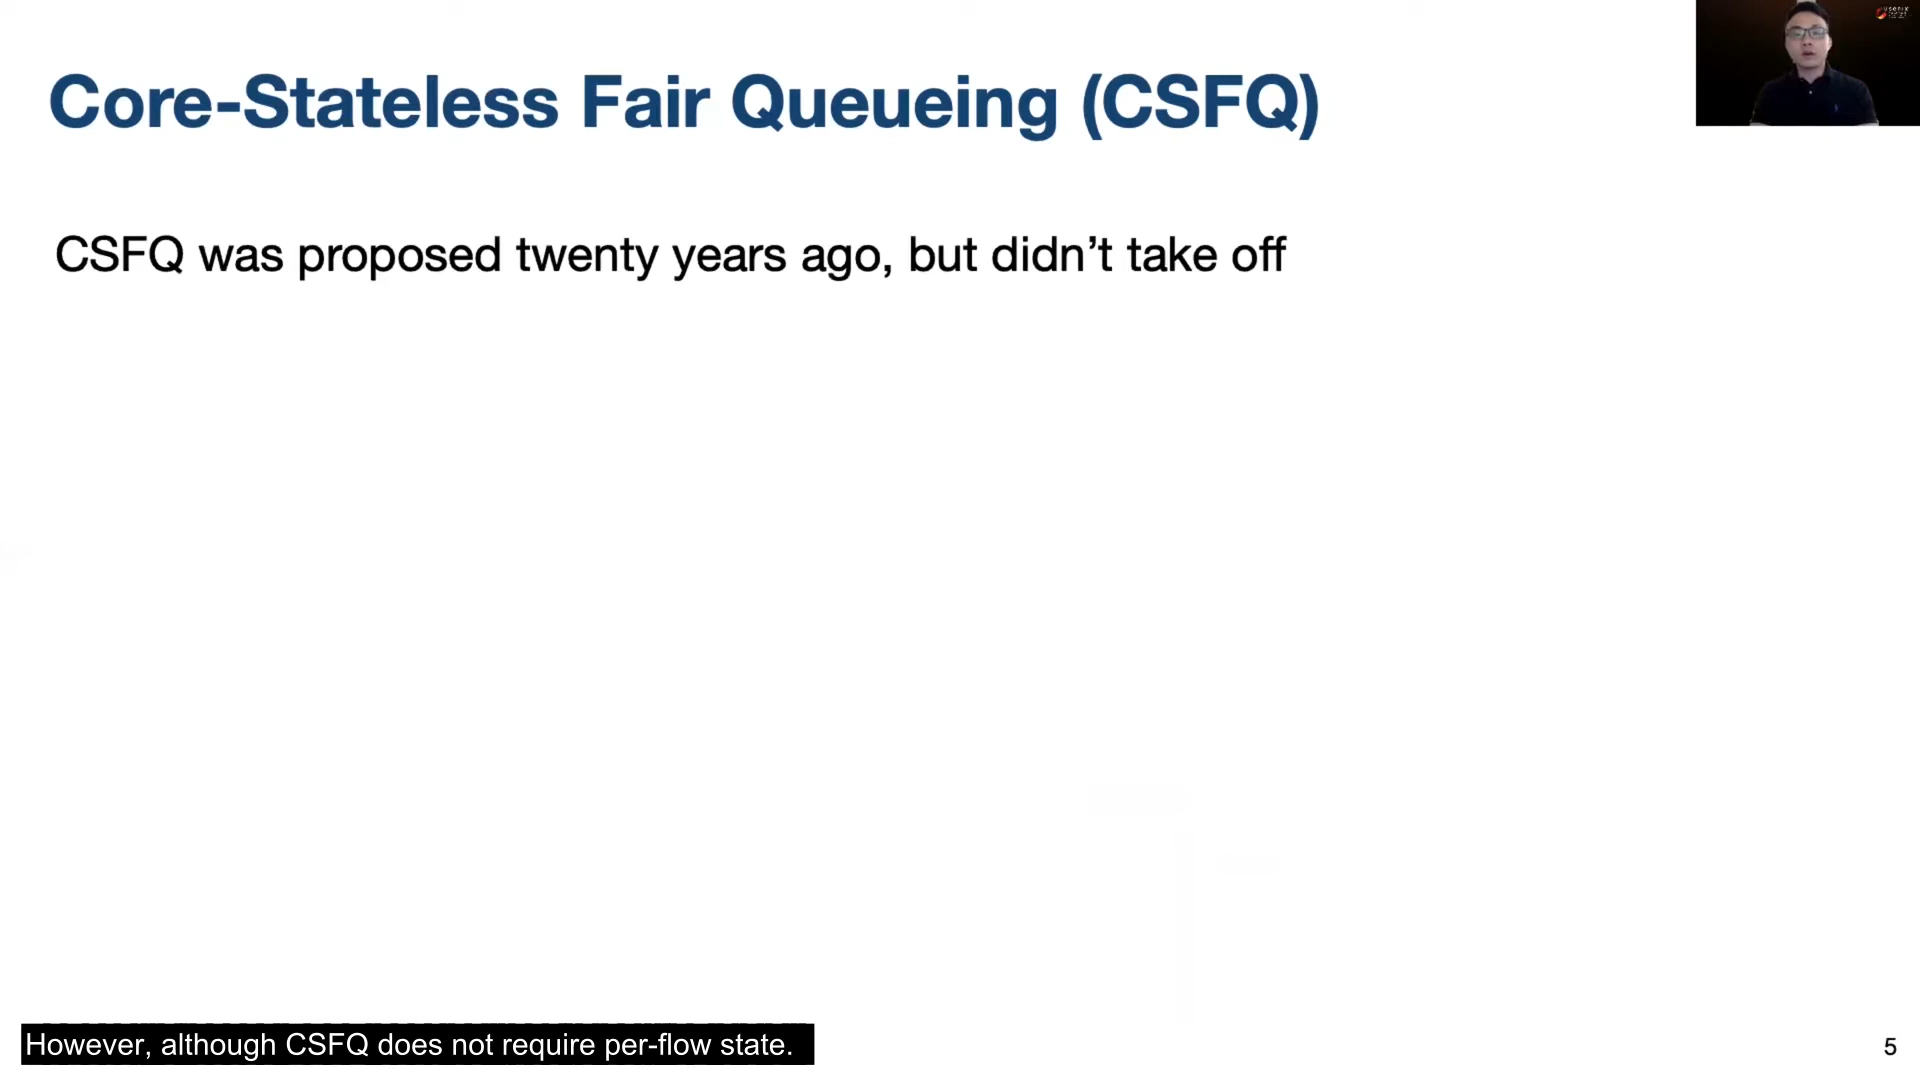 Core-Stateless Fair Queueing (CSFQ)
usenix
CSFQ was proposed twenty years ago, but didn’t take off
However, although CSFQ does not require per-flow state.
5